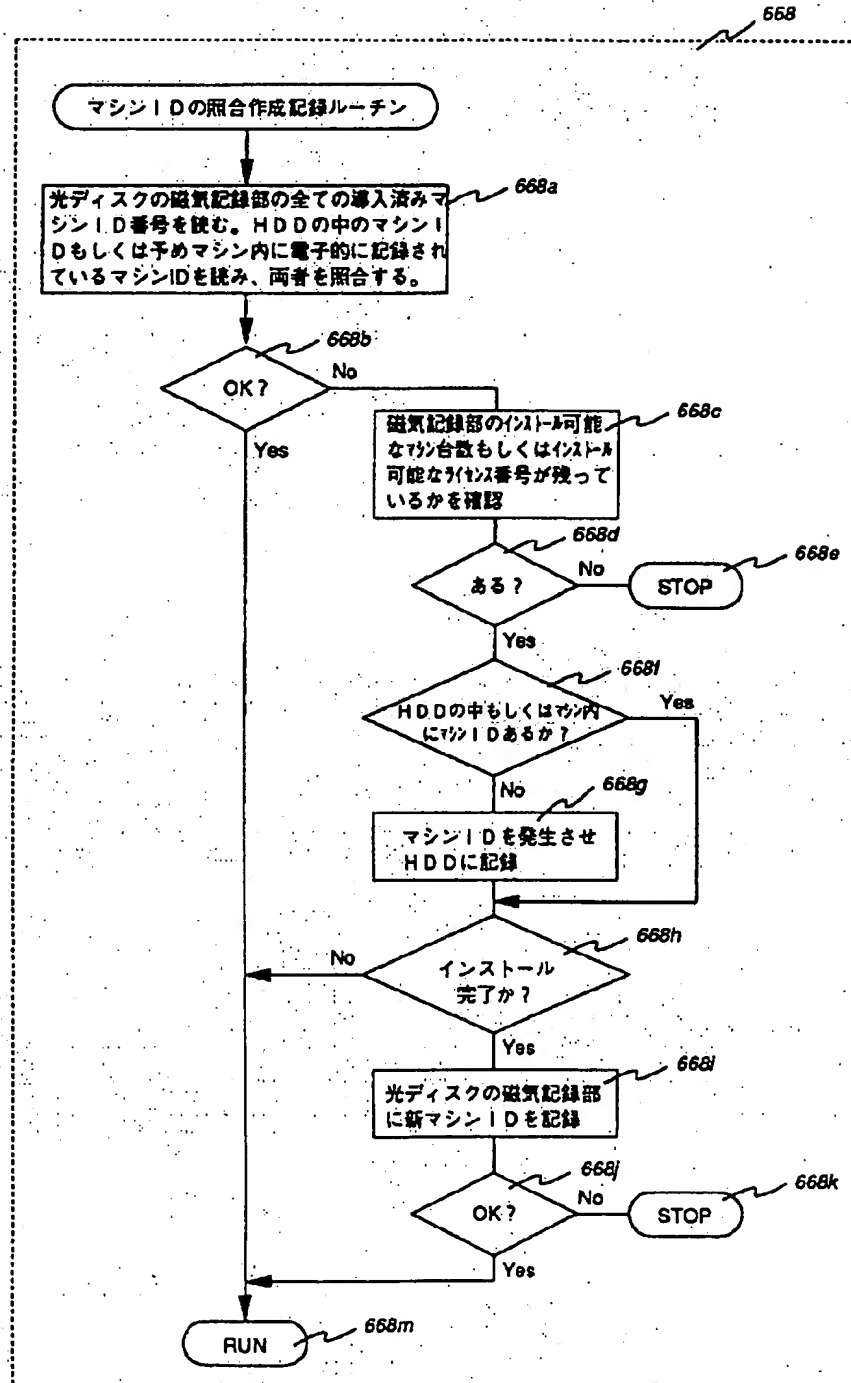 668
マシンIDの照合作成記録ルーチン
668a
光ディスクの磁気記録部の全ての導入済みマ
シンID番号を読む。HDDの中のマシンI
Dもしくは予めマシン内に電子的に記録され
ているマシンIDを読み、両者を照合する。
668b
OK?
No
Yes
668c
磁気記録部のインストール可能
なマシン台数もしくはインストール
可能なライセンス番号が残って
いるかを確認
668d
ある?
No
668e
STOP
Yes
668f
HDDの中もしくはマシン内
にマシンIDあるか?
Yes
No
668g
マシンIDを発生させ
HDDに記録
668h
No
インストール
完了か?
Yes
668i
光ディスクの磁気記録部
に新マシンIDを記録
668j
OK?
No
668k
STOP
Yes
RUN
668m